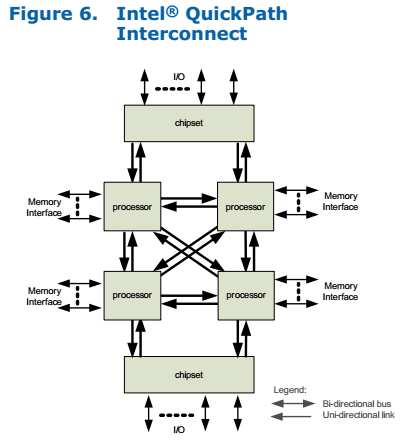 Figure 6. Intel® QuickPath
Interconnect
I/O
chipset
Memory
Interface
processor
processor
Memory
Interface
Memory
Interface
processor
processor
Memory
Interface
chipset
Legend:
Bi-directional bus
Uni-directional link
I/O